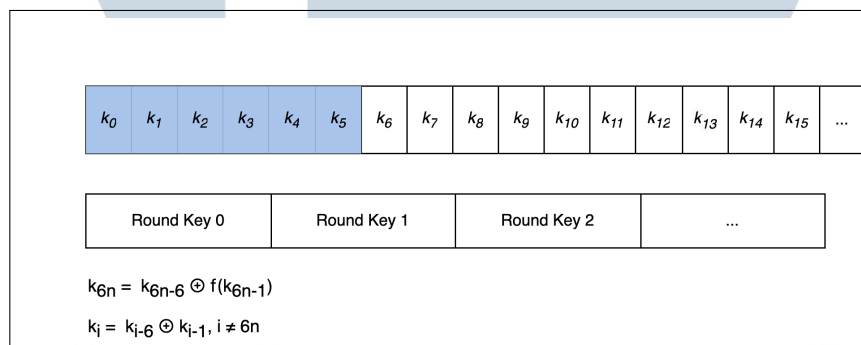 k0 k1 k2 k3 k4 k5 k6 k7 k8 k9 k10 k11 k12 k13 k14 k15 ...
Round Key 0 Round Key 1 Round Key 2 ...
k6n = k6n-6 ⊕ f(k6n-1)
ki = ki-6 ⊕ ki-1, i ≠ 6n